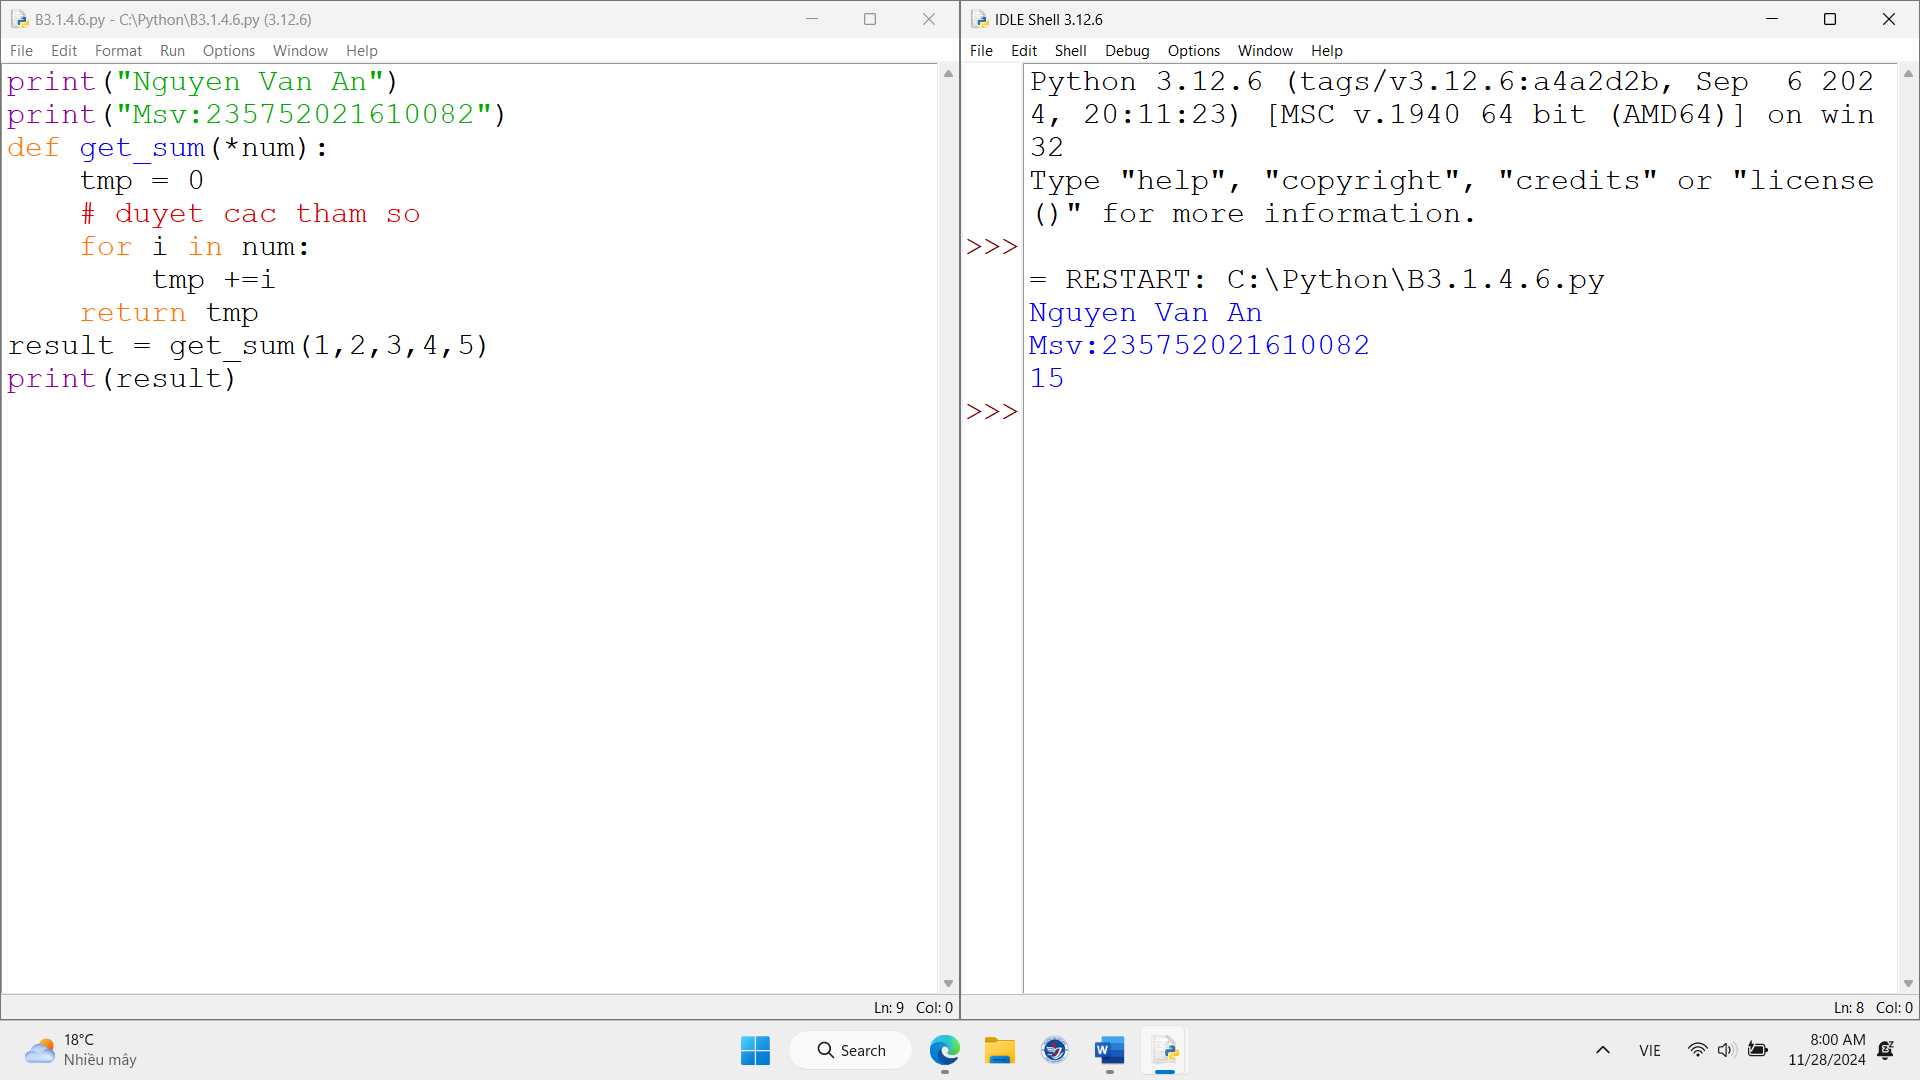 B3.1.4.6.py - C:\Python\B3.1.4.6.py (3.12.6)
File Edit Format Run Options Window Help
print("Nguyen Van An")
print("Msv:235752021610082")
def get_sum(*num):
    tmp = 0
    # duyet cac tham so
    for i in num:
        tmp +=i
    return tmp
result = get_sum(1,2,3,4,5)
print(result)
Ln: 9 Col: 0
IDLE Shell 3.12.6
File Edit Shell Debug Options Window Help
Python 3.12.6 (tags/v3.12.6:a4a2d2b, Sep  6 202
4, 20:11:23) [MSC v.1940 64 bit (AMD64)] on win
32
Type "help", "copyright", "credits" or "license
()" for more information.
>>>
= RESTART: C:\Python\B3.1.4.6.py
Nguyen Van An
Msv:235752021610082
15
>>>
Ln: 8 Col: 0
18°C
Nhiều mây
Search
W
VIE
8:00 AM
11/28/2024